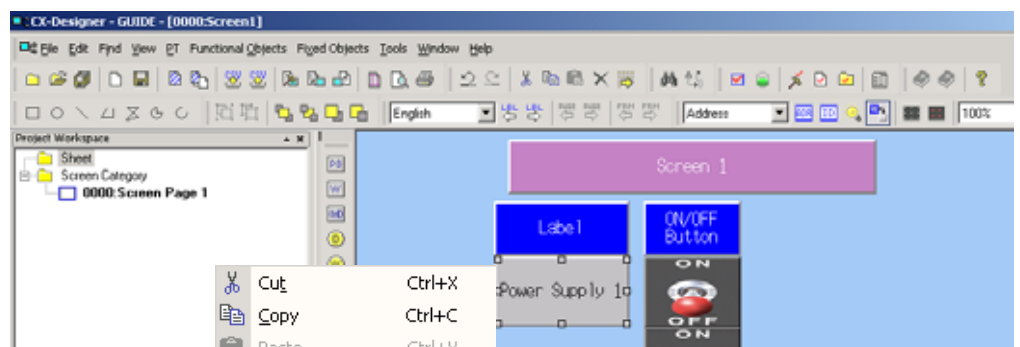 CX-Designer - GUIDE - [0000:Screen1]
File Edit Find View PT Functional Objects Fixed Objects Tools Window Help
English Address 100%
Project Workspace
Sheet
Screen Category
0000:Screen Page 1
Screen 1
Label
ON/OFF
Button
Power Supply 1
ON
OFF
ON
Cut Ctrl+X
Copy Ctrl+C
Paste Ctrl+V